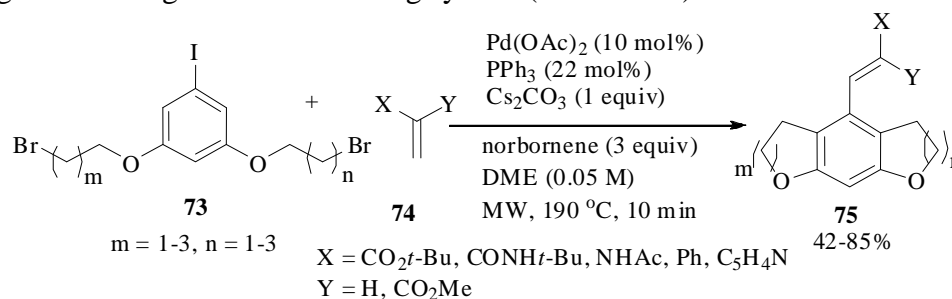 Pd(OAc)2 (10 mol%)
PPh3 (22 mol%)
Cs2CO3 (1 equiv)
norbornene (3 equiv)
DME (0.05 M)
MW, 190 °C, 10 min
I
Br
( )m
O
O
( )n
Br
73
m = 1-3, n = 1-3
+
X
Y
74
X
Y
m
( )
O
O
( )n
75
42-85%
X = CO2t-Bu, CONHt-Bu, NHAc, Ph, C5H4N
Y = H, CO2Me